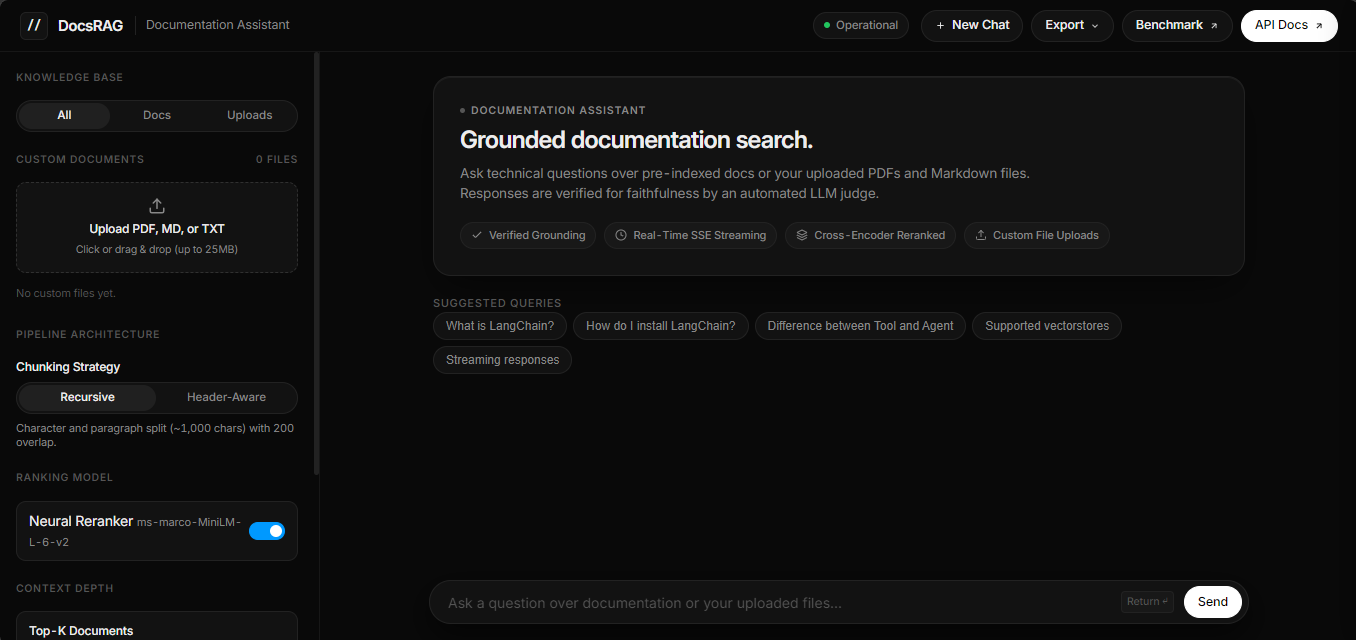 // DocsRAG Documentation Assistant
Operational + New Chat Export Benchmark ↗ API Docs ↗
KNOWLEDGE BASE
All Docs Uploads
CUSTOM DOCUMENTS 0 FILES
Upload PDF, MD, or TXT
Click or drag & drop (up to 25MB)
No custom files yet.
PIPELINE ARCHITECTURE
Chunking Strategy
Recursive Header-Aware
Character and paragraph split (~1,000 chars) with 200
overlap.
RANKING MODEL
Neural Reranker ms-marco-MiniLM-
L-6-v2
CONTEXT DEPTH
Top-K Documents
DOCUMENTATION ASSISTANT
Grounded documentation search.
Ask technical questions over pre-indexed docs or your uploaded PDFs and Markdown files.
Responses are verified for faithfulness by an automated LLM judge.
Verified Grounding Real-Time SSE Streaming Cross-Encoder Reranked Custom File Uploads
SUGGESTED QUERIES
What is LangChain? How do I install LangChain? Difference between Tool and Agent Supported vectorstores
Streaming responses
Ask a question over documentation or your uploaded files... Return ↵ Send